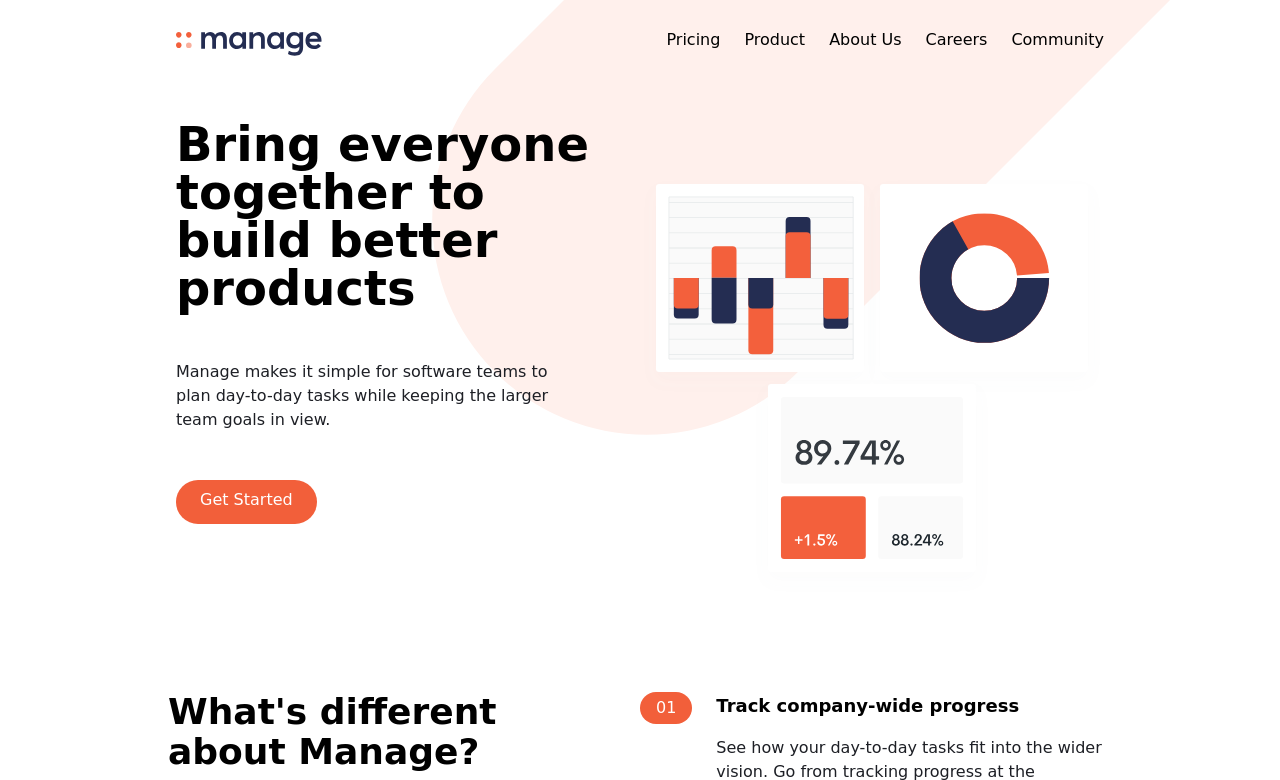 manage
Pricing Product About Us Careers Community
Bring everyone
together to
build better
products
Manage makes it simple for software teams to
plan day-to-day tasks while keeping the larger
team goals in view.
Get Started
89.74%
+1.5% 88.24%
What's different
about Manage?
01 Track company-wide progress
See how your day-to-day tasks fit into the wider
vision. Go from tracking progress at the